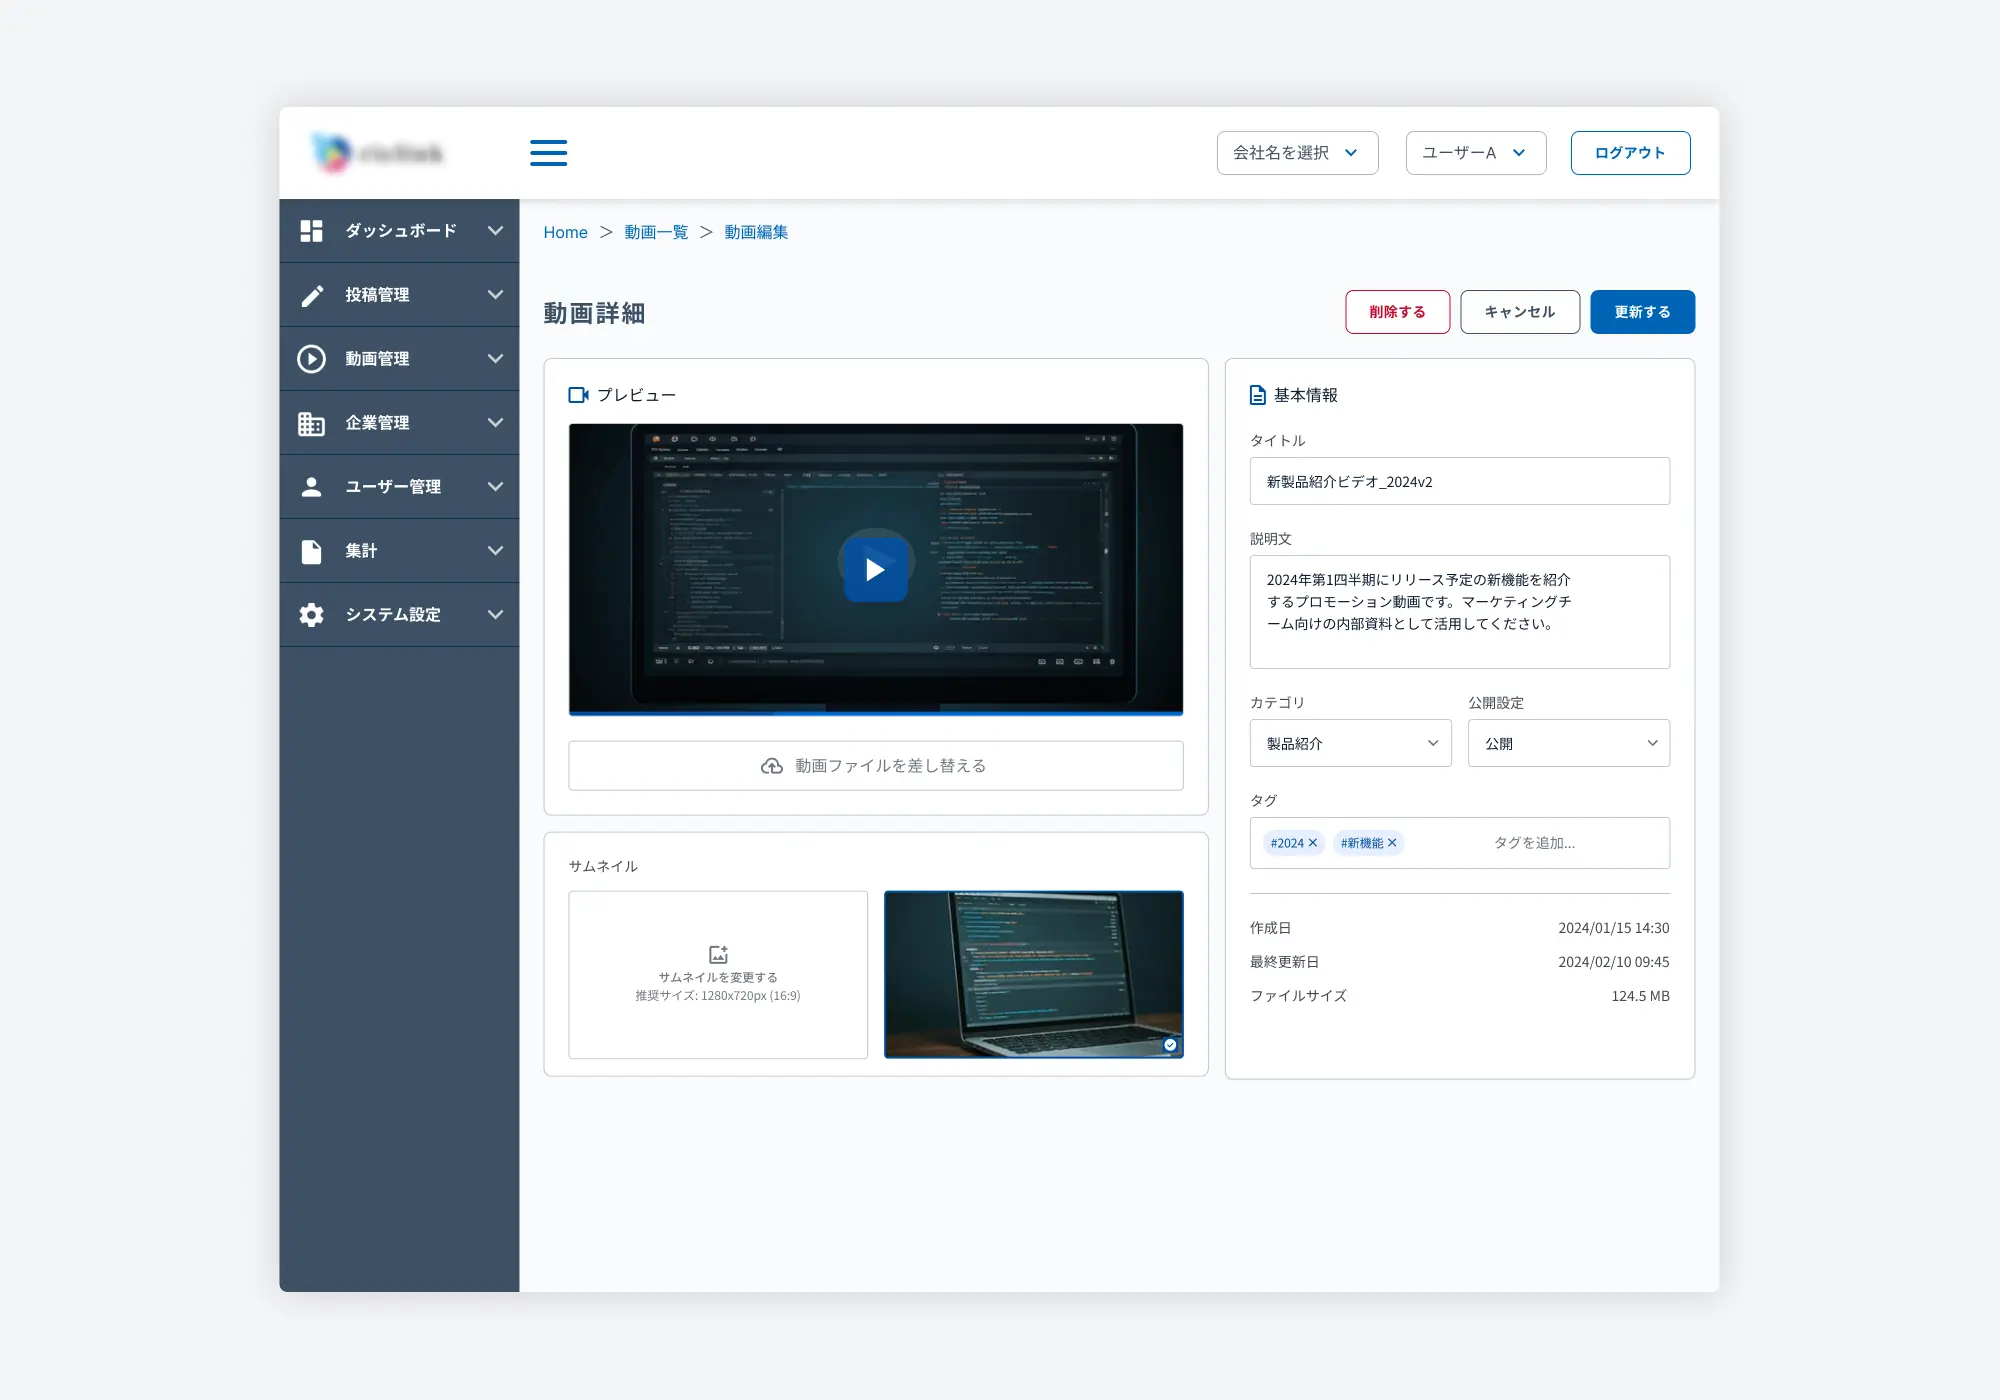 会社名を選択
ユーザーA
ログアウト
ダッシュボード
投稿管理
動画管理
企業管理
ユーザー管理
集計
システム設定
Home > 動画一覧 > 動画編集
動画詳細
削除する
キャンセル
更新する
プレビュー
動画ファイルを差し替える
サムネイル
サムネイルを変更する
推奨サイズ: 1280x720px (16:9)
基本情報
タイトル
新製品紹介ビデオ_2024v2
説明文
2024年第1四半期にリリース予定の新機能を紹介
するプロモーション動画です。マーケティングチ
ーム向けの内部資料として活用してください。
カテゴリ
公開設定
製品紹介
公開
タグ
#2024 ✕ #新機能 ✕ タグを追加...
作成日 2024/01/15 14:30
最終更新日 2024/02/10 09:45
ファイルサイズ 124.5 MB